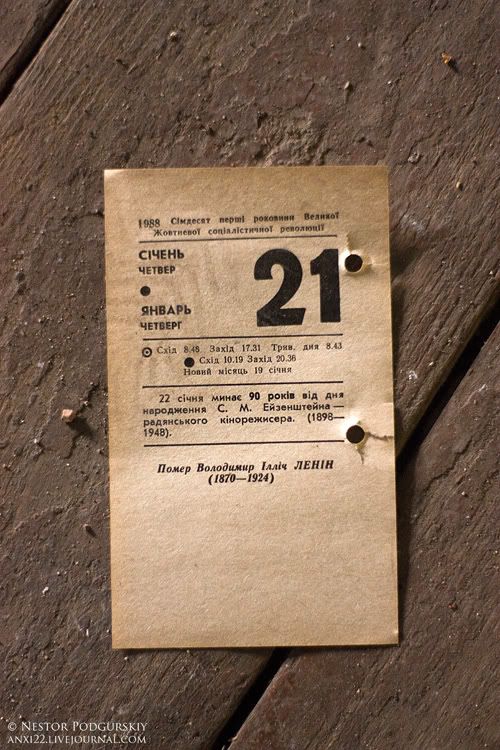 1988 Сімдесят перші роковини Великої
Жовтневої соціалістичної революції
СІЧЕНЬ
ЧЕТВЕР
21
ЯНВАРЬ
ЧЕТВЕРГ
Схід 8.48 Захід 17.31 Трив. дня 8.43
Схід 10.19 Захід 20.36
Новий місяць 19 січня
22 січня минає 90 років від дня
народження С. М. Ейзенштейна—
радянського кінорежисера. (1898—
1948).
Помер Володимир Ілліч ЛЕНІН
(1870—1924)
© NESTOR PODGURSKIY
ANXI22.LIVEJOURNAL.COM